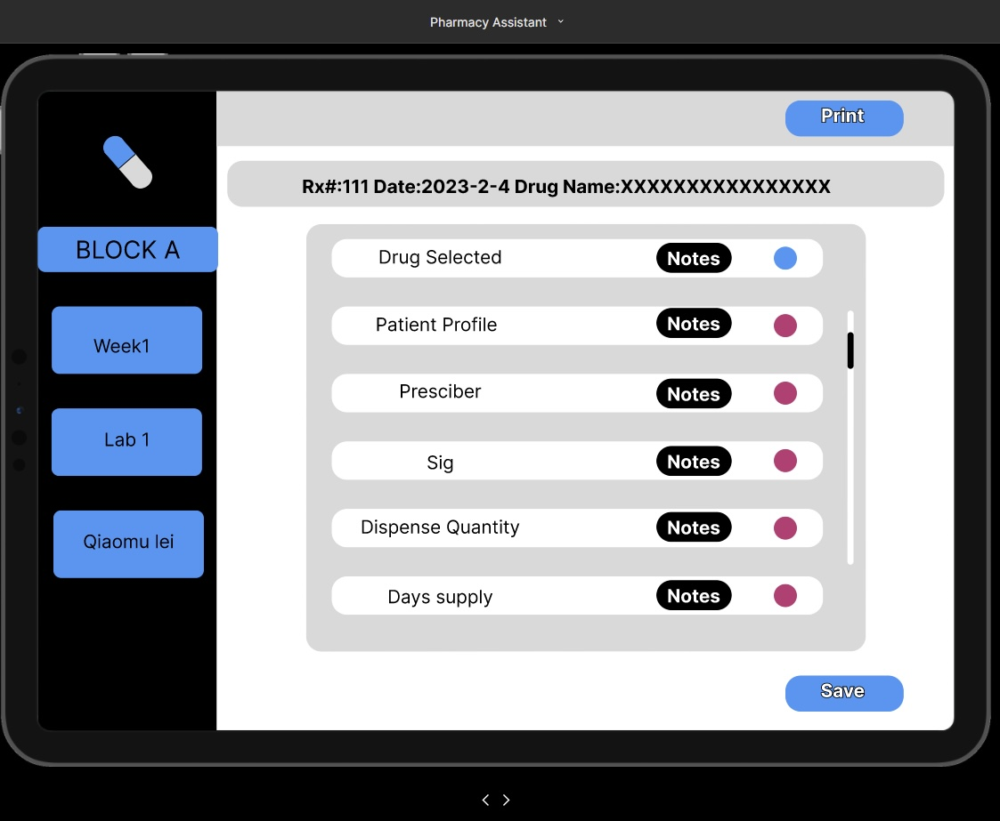 Pharmacy Assistant
Print
Rx#:111 Date:2023-2-4 Drug Name:XXXXXXXXXXXXXXXX
BLOCK A
Week1
Lab 1
Qiaomu lei
Drug Selected Notes
Patient Profile Notes
Presciber Notes
Sig Notes
Dispense Quantity Notes
Days supply Notes
Save